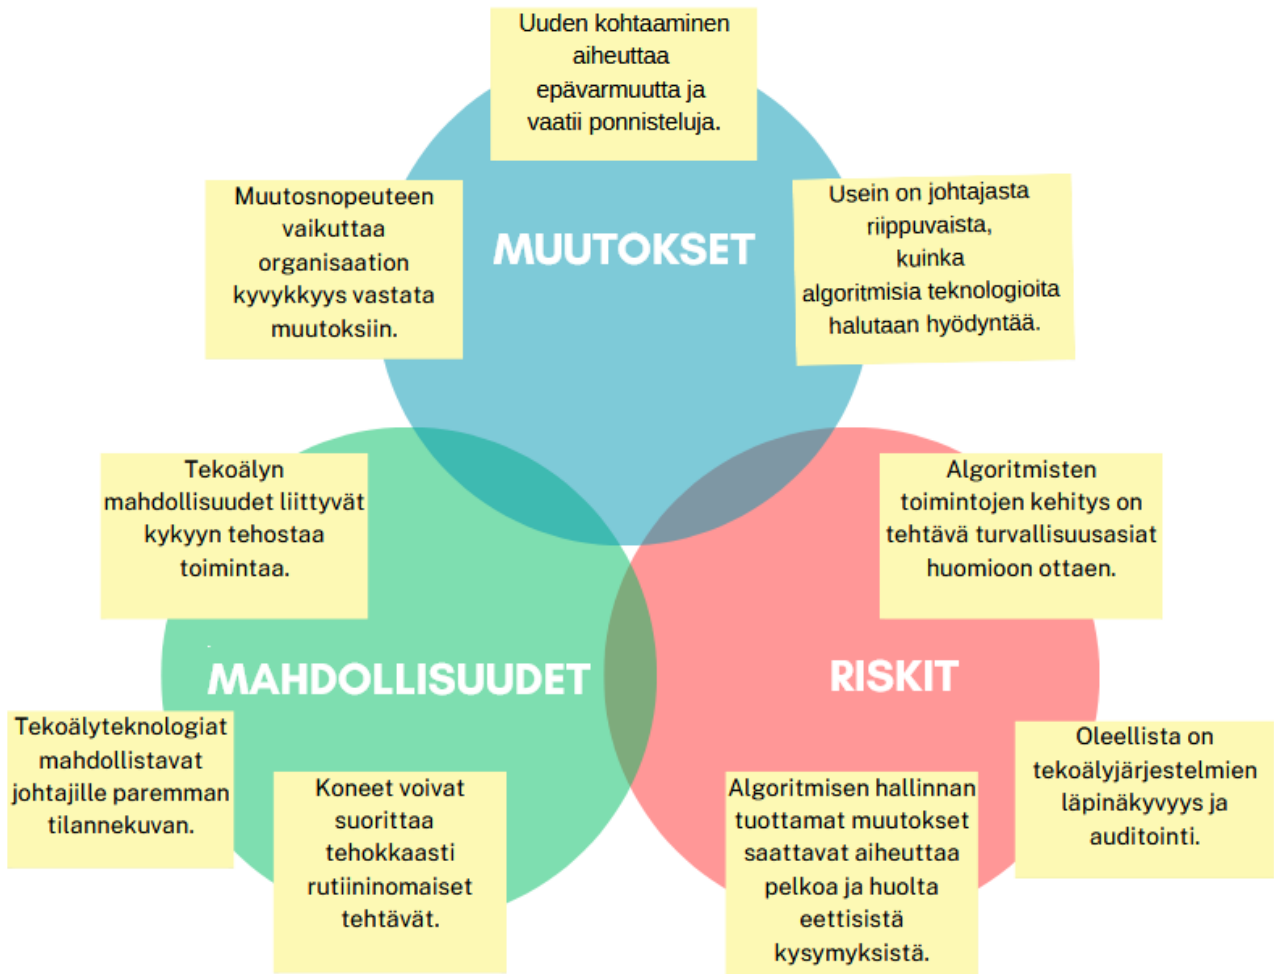 Uuden kohtaaminen
aiheuttaa
epävarmuutta ja
vaatii ponnisteluja.
Muutosnopeuteen
vaikuttaa
organisaation
kyvykkyys vastata
muutoksiin.
MUUTOKSET
Usein on johtajasta
riippuvaista,
kuinka
algoritmisia teknologioita
halutaan hyödyntää.
Tekoälyn
mahdollisuudet liittyvät
kykyyn tehostaa
toimintaa.
MAHDOLLISUUDET
Tekoälyteknologiat
mahdollistavat
johtajille paremman
tilannekuvan.
Koneet voivat
suorittaa
tehokkaasti
rutiininomaiset
tehtävät.
Algoritmisten
toimintojen kehitys on
tehtävä turvallisuusasiat
huomioon ottaen.
RISKIT
Oleellista on
tekoälyjärjestelmien
läpinäkyvyys ja
auditointi.
Algoritmisen hallinnan
tuottamat muutokset
saattavat aiheuttaa
pelkoa ja huolta
eettisistä
kysymyksistä.